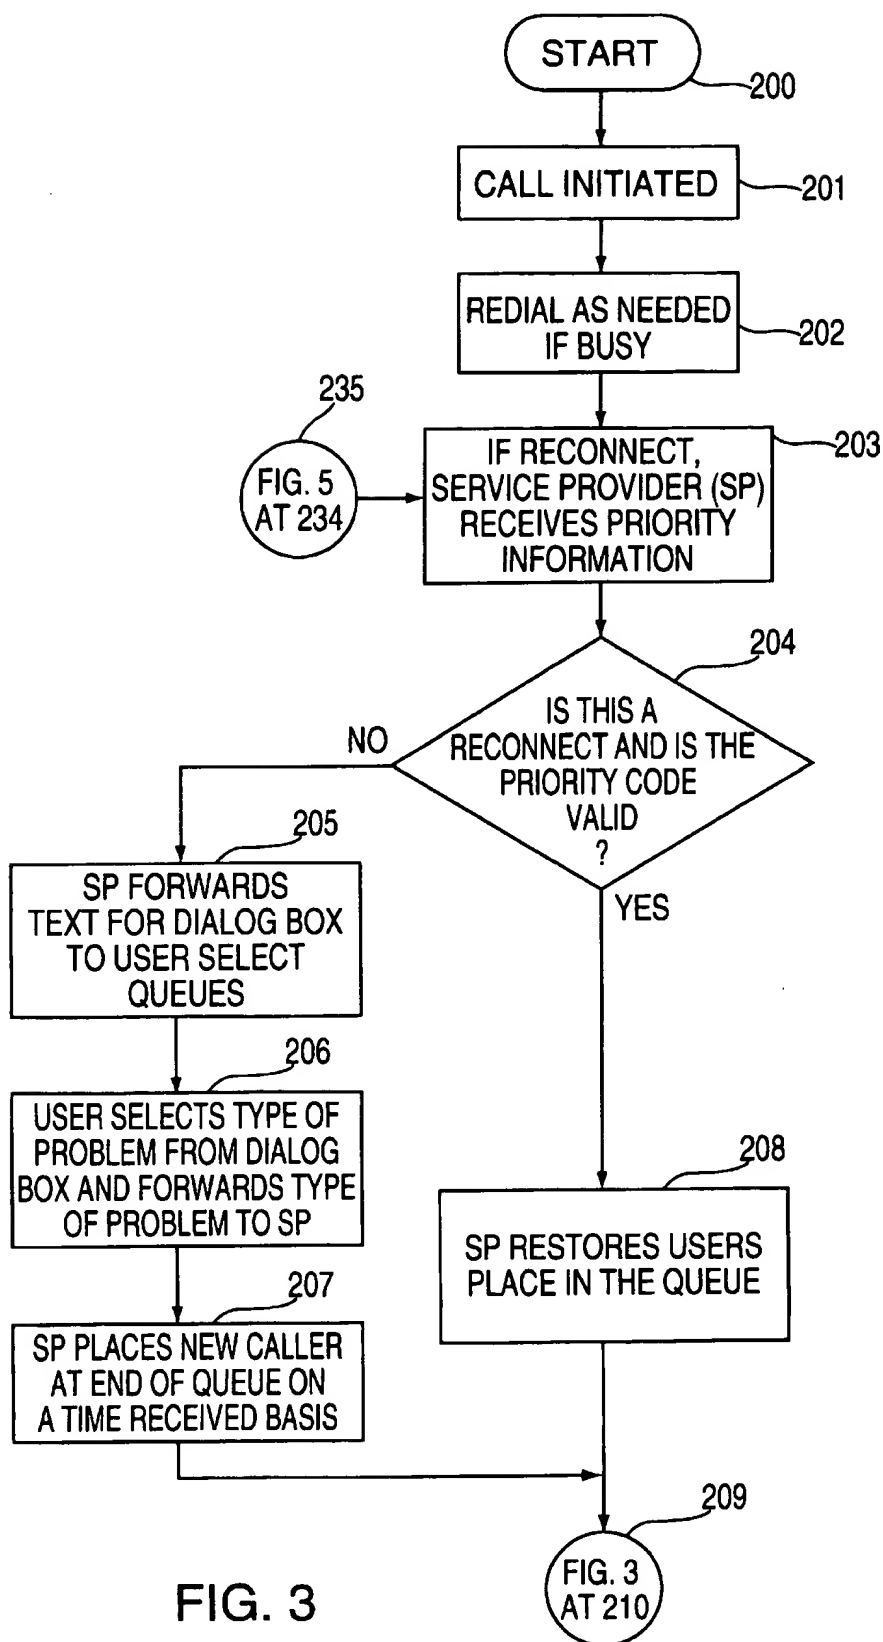 START
200
CALL INITIATED
201
REDIAL AS NEEDED
IF BUSY
202
235
FIG. 5
AT 234
IF RECONNECT,
SERVICE PROVIDER (SP)
RECEIVES PRIORITY
INFORMATION
203
204
IS THIS A
RECONNECT AND IS THE
PRIORITY CODE
VALID
?
NO
YES
205
SP FORWARDS
TEXT FOR DIALOG BOX
TO USER SELECT
QUEUES
206
USER SELECTS TYPE OF
PROBLEM FROM DIALOG
BOX AND FORWARDS TYPE
OF PROBLEM TO SP
207
SP PLACES NEW CALLER
AT END OF QUEUE ON
A TIME RECEIVED BASIS
208
SP RESTORES USERS
PLACE IN THE QUEUE
209
FIG. 3
AT 210
FIG. 3